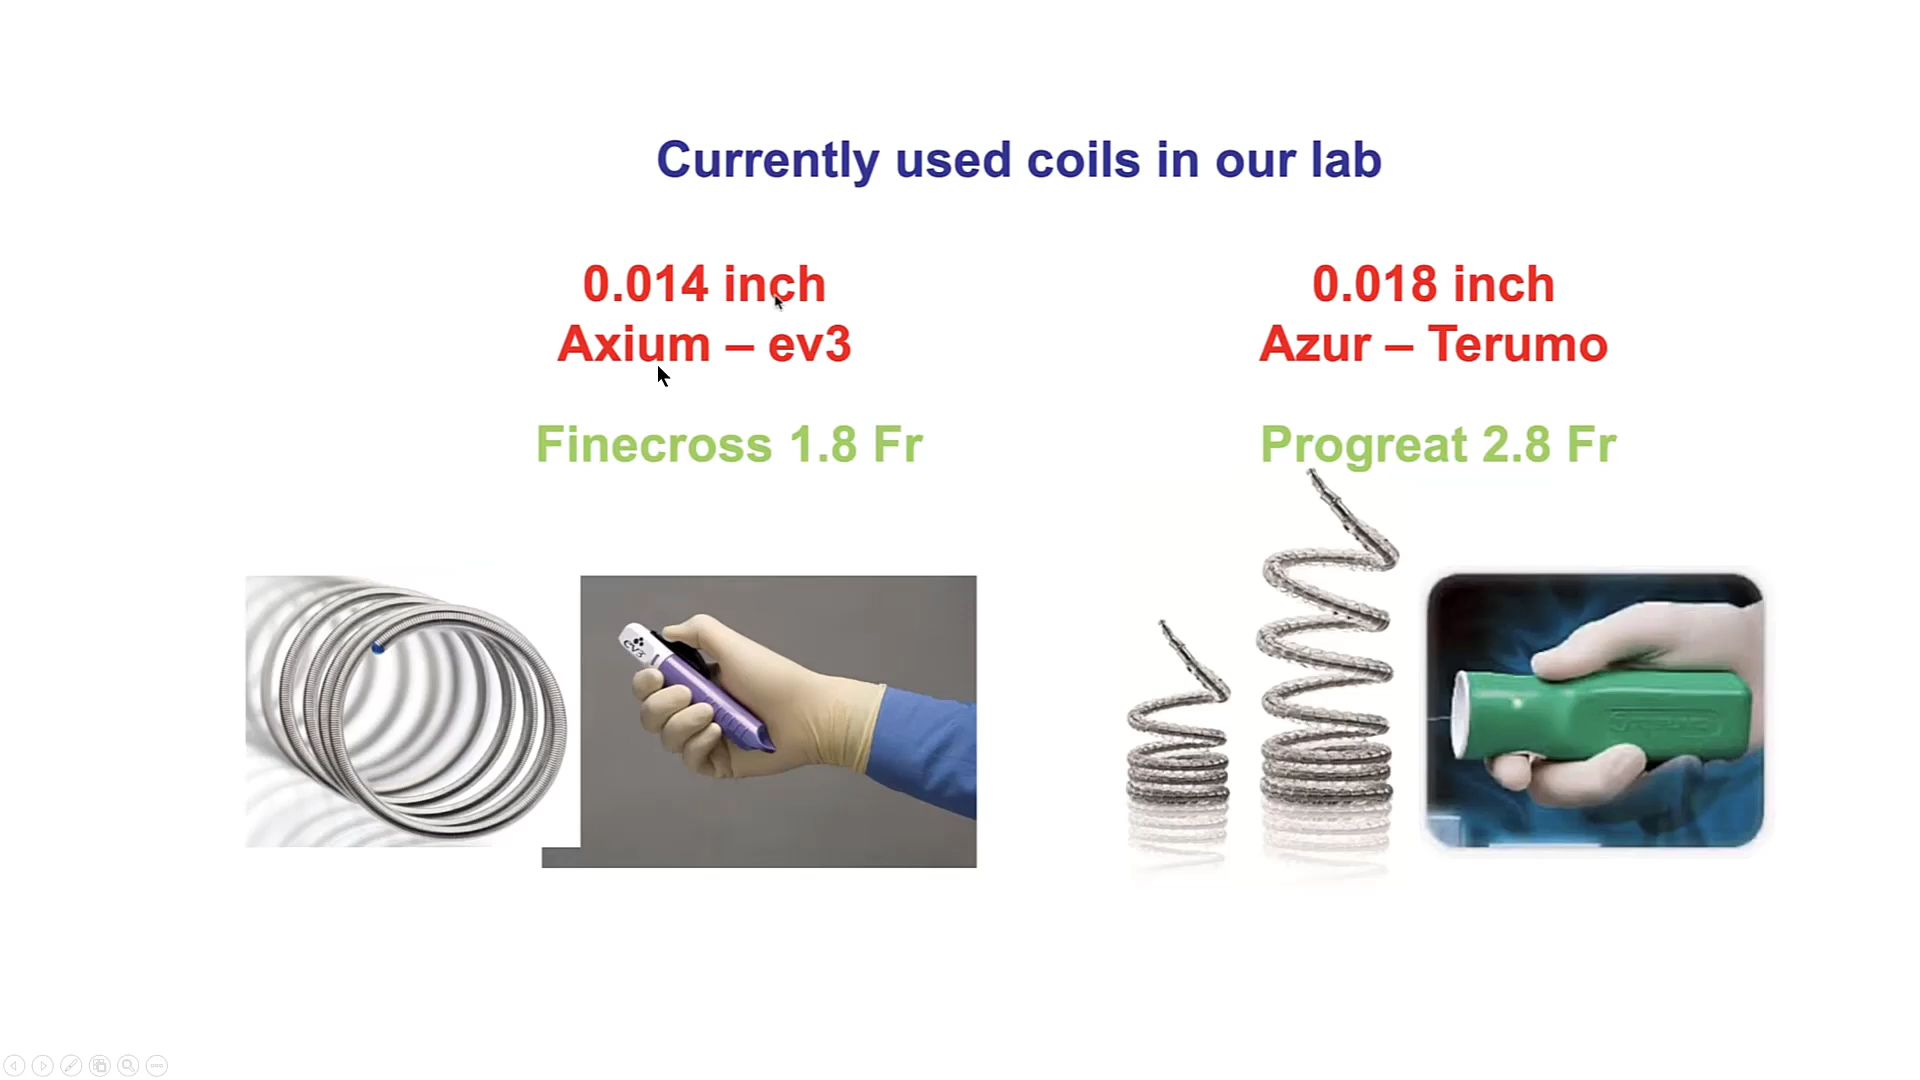 Currently used coils in our lab
0.014 inch
Axium – ev3
Finecross 1.8 Fr
0.018 inch
Azur – Terumo
Progreat 2.8 Fr
ev3